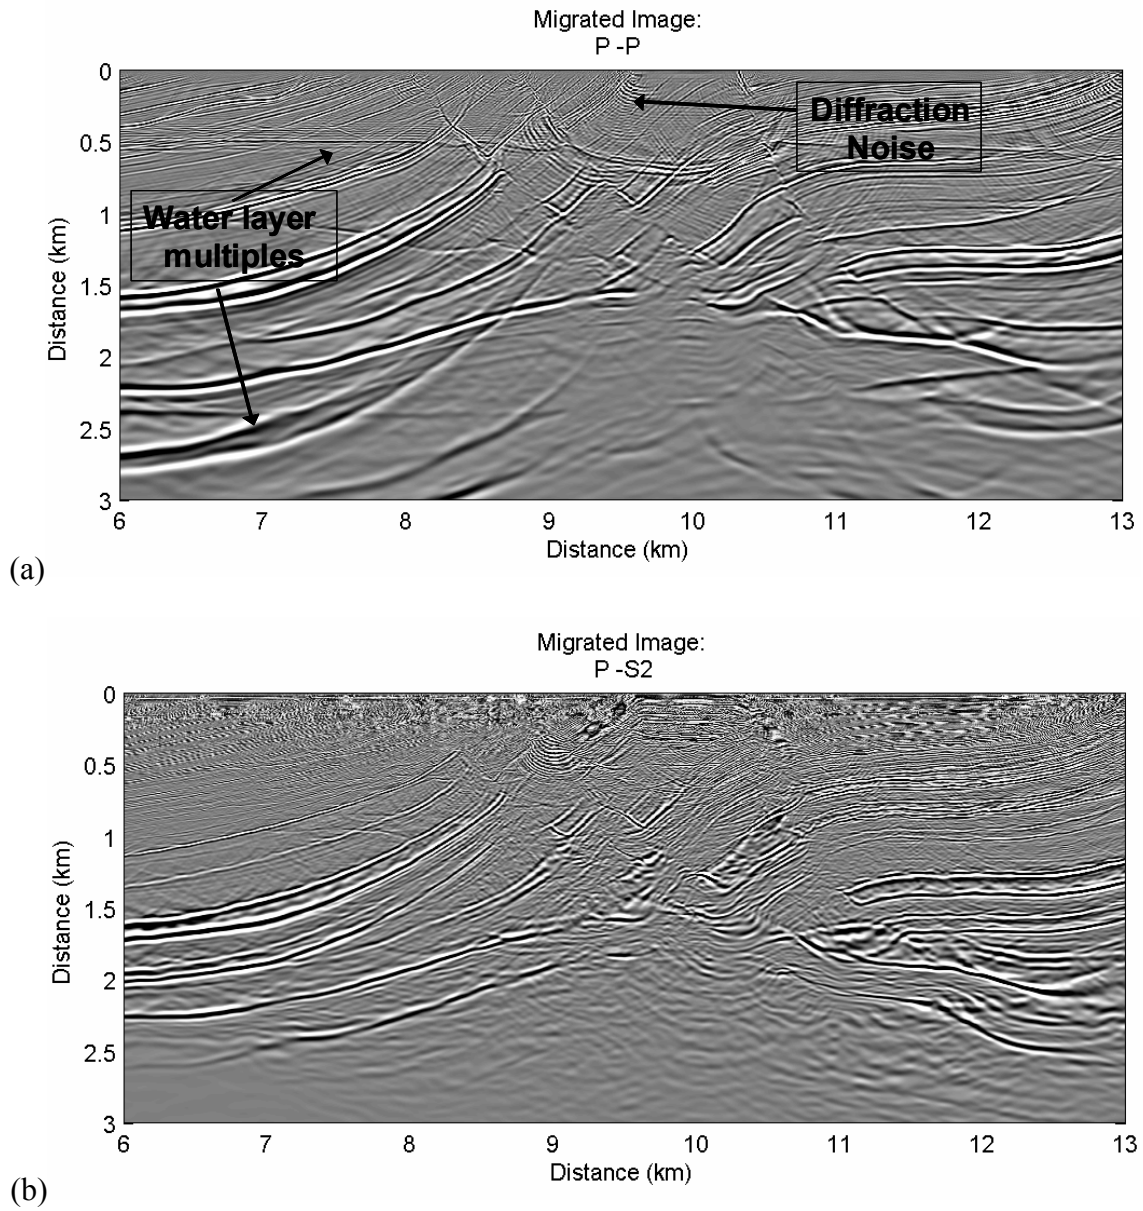 Migrated Image:
P -P
0
0.5
1
1.5
2
2.5
3
Distance (km)
Diffraction
Noise
Water layer
multiples
6 7 8 9 10 11 12 13
Distance (km)
(a)
Migrated Image:
P -S2
0
0.5
1
1.5
2
2.5
3
Distance (km)
6 7 8 9 10 11 12 13
Distance (km)
(b)